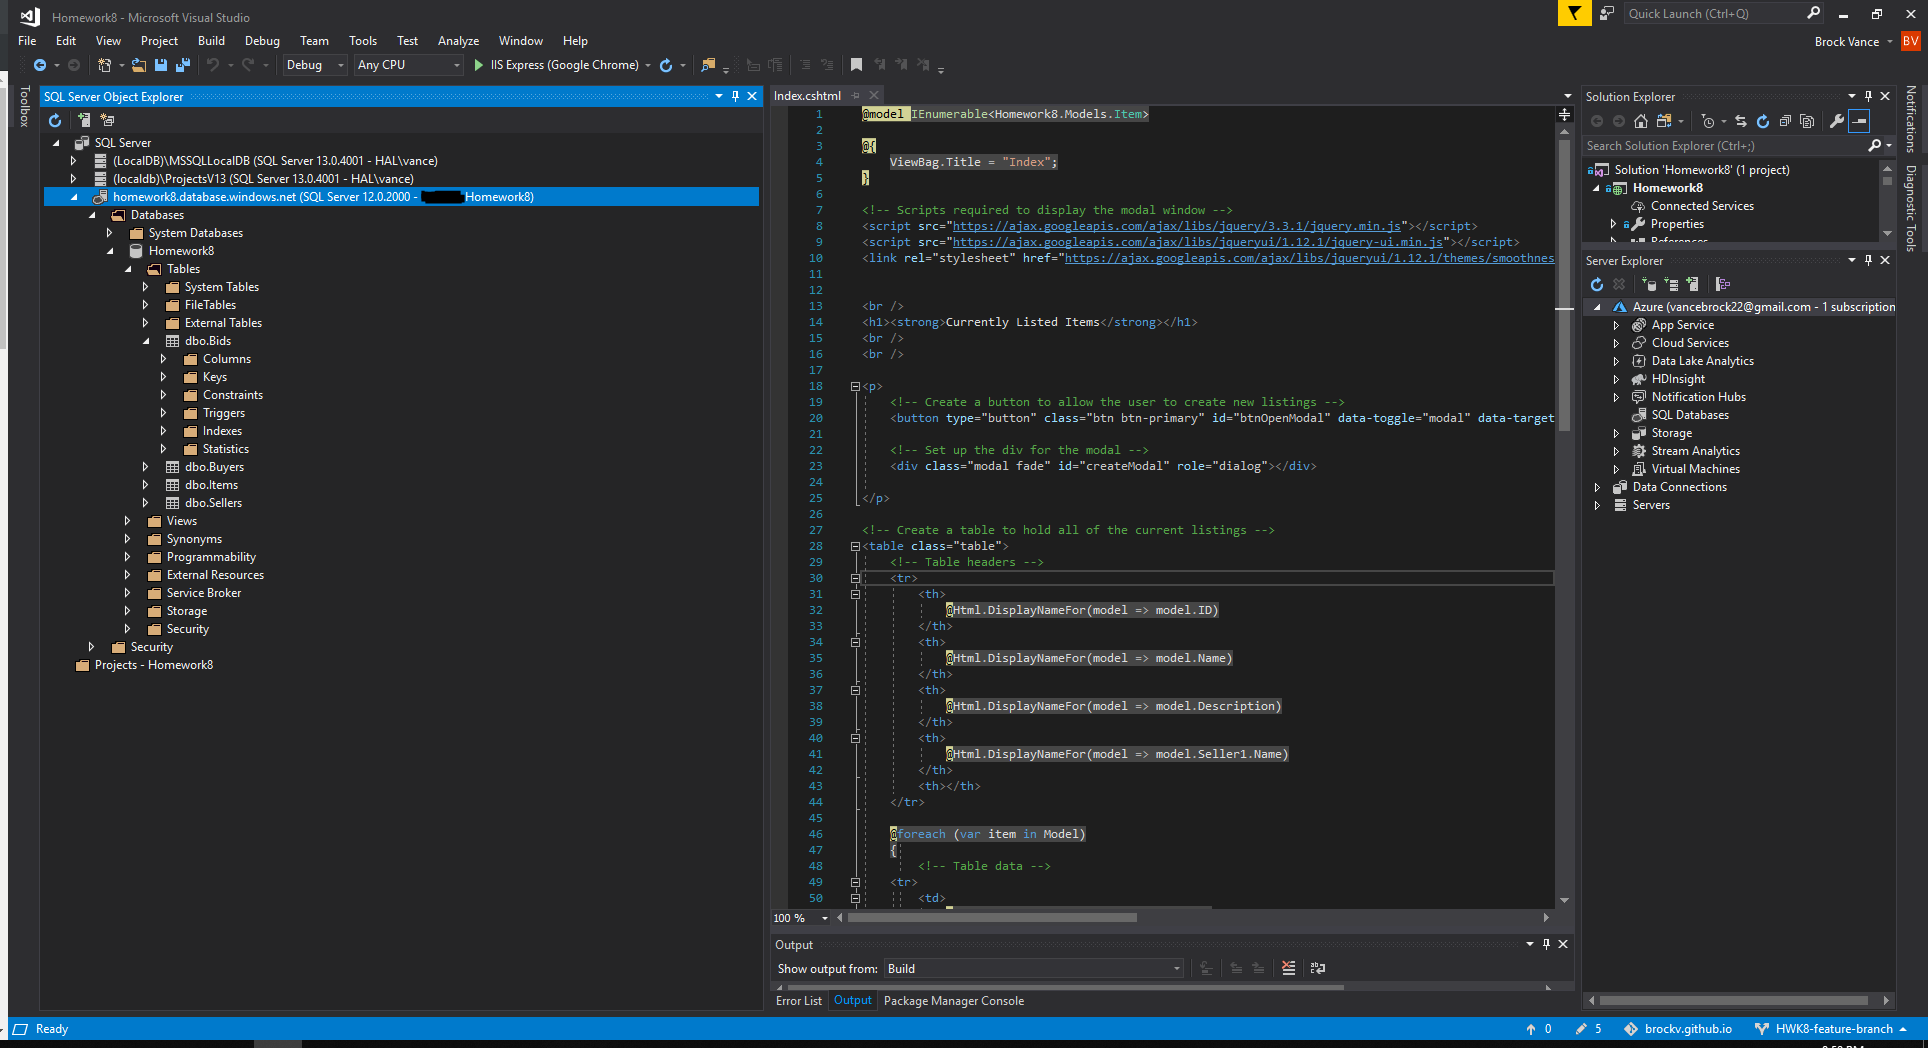 Homework8 - Microsoft Visual Studio
Quick Launch (Ctrl+Q)
File Edit View Project Build Debug Team Tools Test Analyze Window Help
Brock Vance BV
Debug Any CPU IIS Express (Google Chrome)
Toolbox
SQL Server Object Explorer
SQL Server
(LocalDB)\MSSQLLocalDB (SQL Server 13.0.4001 - HAL\vance)
(localdb)\ProjectsV13 (SQL Server 13.0.4001 - HAL\vance)
homework8.database.windows.net (SQL Server 12.0.2000 - Homework8)
Databases
System Databases
Homework8
Tables
System Tables
FileTables
External Tables
dbo.Bids
Columns
Keys
Constraints
Triggers
Indexes
Statistics
dbo.Buyers
dbo.Items
dbo.Sellers
Views
Synonyms
Programmability
External Resources
Service Broker
Storage
Security
Security
Projects - Homework8
Index.cshtml
1 @model IEnumerable<Homework8.Models.Item>
2
3 @{
4 ViewBag.Title = "Index";
5 }
6
7 <!-- Scripts required to display the modal window -->
8 <script src="https://ajax.googleapis.com/ajax/libs/jquery/3.3.1/jquery.min.js"></script>
9 <script src="https://ajax.googleapis.com/ajax/libs/jqueryui/1.12.1/jquery-ui.min.js"></script>
10 <link rel="stylesheet" href="https://ajax.googleapis.com/ajax/libs/jqueryui/1.12.1/themes/smoothnes
11
12
13 <br />
14 <h1><strong>Currently Listed Items</strong></h1>
15 <br />
16 <br />
17
18 <p>
19 <!-- Create a button to allow the user to create new listings -->
20 <button type="button" class="btn btn-primary" id="btnOpenModal" data-toggle="modal" data-target
21
22 <!-- Set up the div for the modal -->
23 <div class="modal fade" id="createModal" role="dialog"></div>
24
25 </p>
26
27 <!-- Create a table to hold all of the current listings -->
28 <table class="table">
29 <!-- Table headers -->
30 <tr>
31 <th>
32 @Html.DisplayNameFor(model => model.ID)
33 </th>
34 <th>
35 @Html.DisplayNameFor(model => model.Name)
36 </th>
37 <th>
38 @Html.DisplayNameFor(model => model.Description)
39 </th>
40 <th>
41 @Html.DisplayNameFor(model => model.Seller1.Name)
42 </th>
43 <th></th>
44 </tr>
45
46 @foreach (var item in Model)
47 {
48 <!-- Table data -->
49 <tr>
50 <td>
100 %
Output
Show output from: Build
Error List Output Package Manager Console
Solution Explorer
Search Solution Explorer (Ctrl+;)
Solution 'Homework8' (1 project)
Homework8
Connected Services
Properties
References
Server Explorer
Azure (vancebrock22@gmail.com - 1 subscription
App Service
Cloud Services
Data Lake Analytics
HDInsight
Notification Hubs
SQL Databases
Storage
Stream Analytics
Virtual Machines
Data Connections
Servers
Notifications
Diagnostic Tools
Ready
0 5 brockv.github.io HWK8-feature-branch